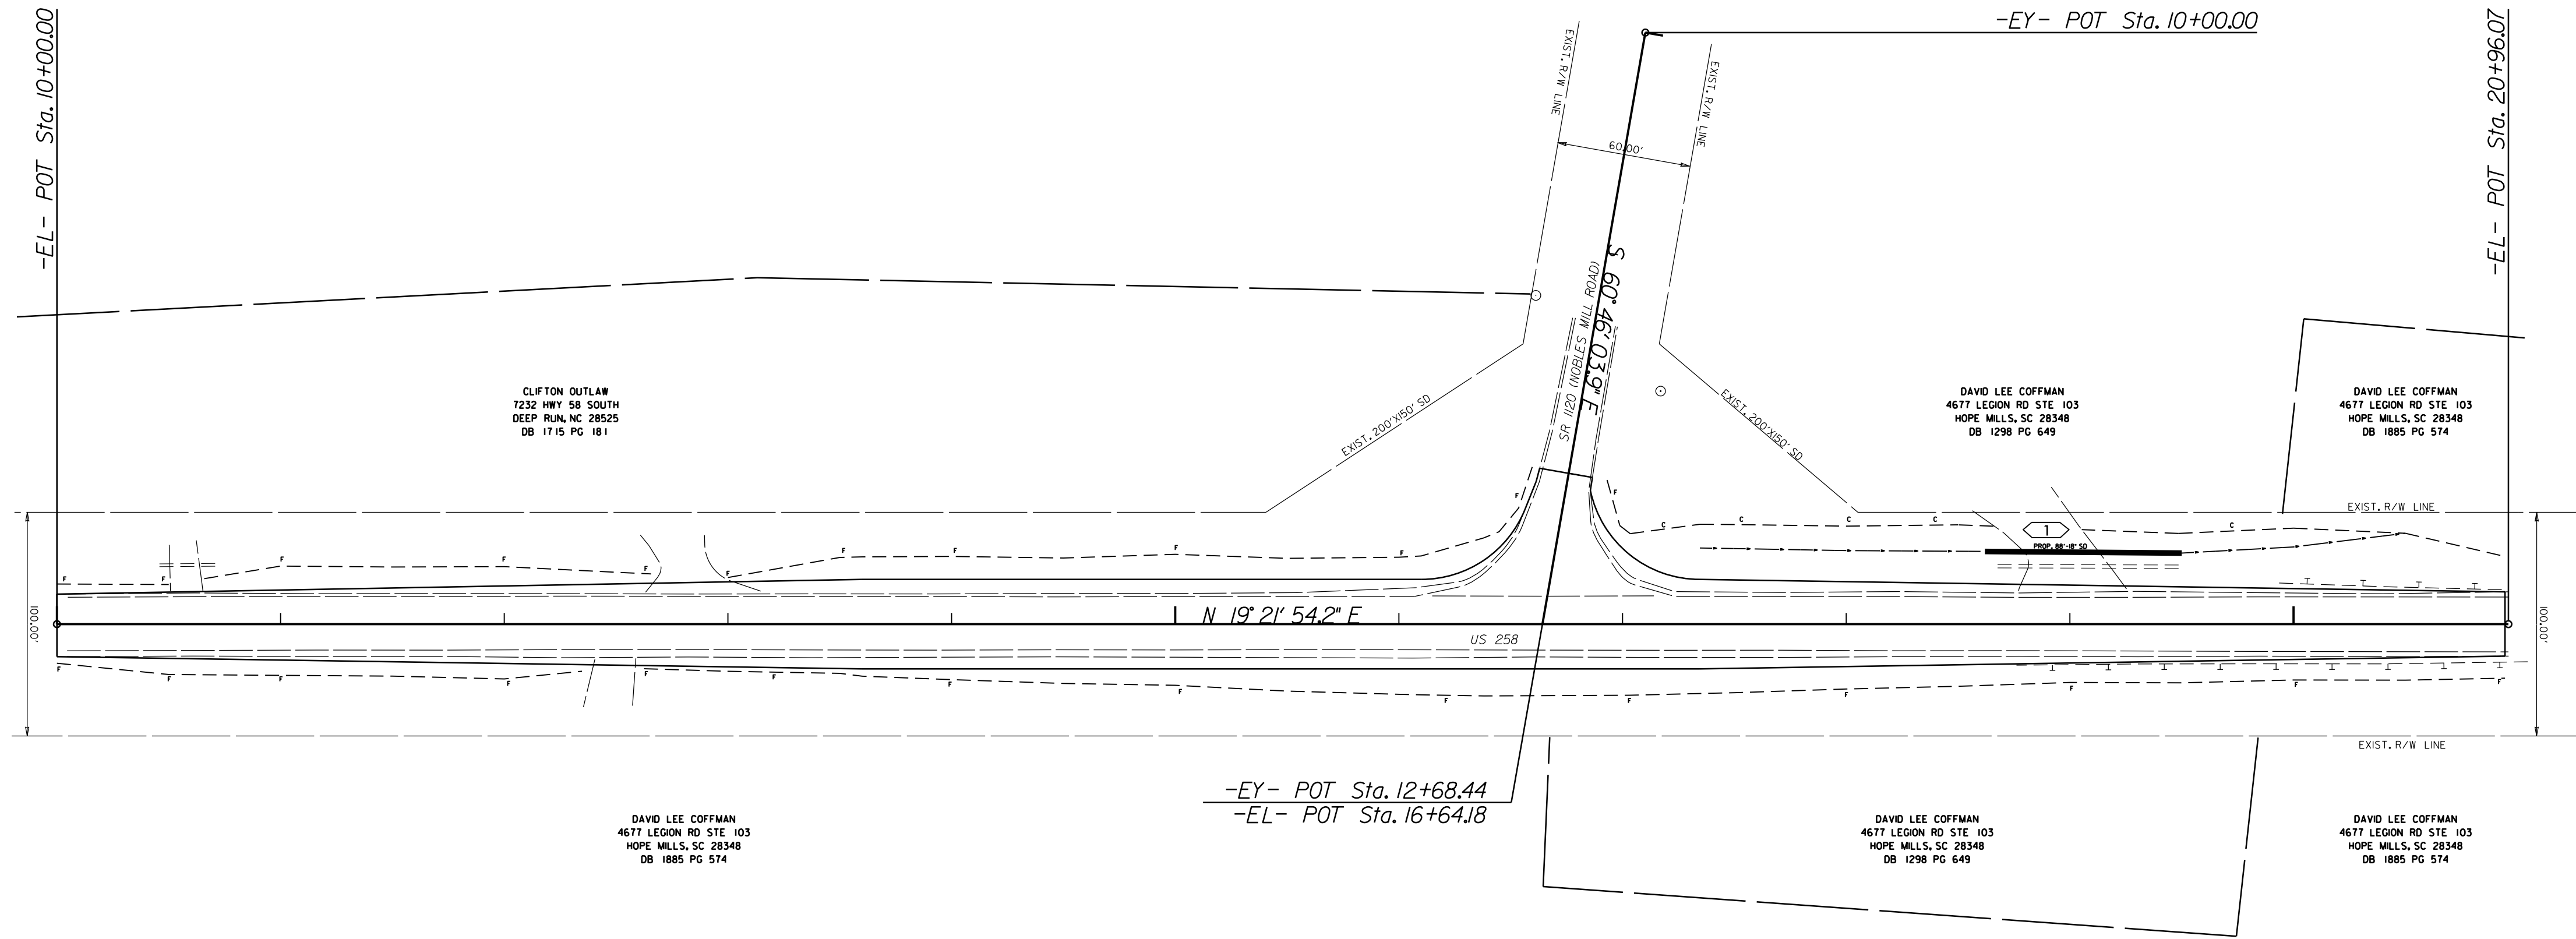 -EL- POT Sta. 10+00.00
-EY- POT Sta. 10+00.00
-EL- POT Sta. 20+96.07
EXIST. R/W LINE
EXIST. R/W LINE
60.00'
S 60° 46' 03.9" E
SR 1120 (NOBLES MILL ROAD)
CLIFTON OUTLAW
7232 HWY 58 SOUTH
DEEP RUN, NC 28525
DB 1715 PG 181
EXIST. 200'X150' SD
EXIST. 200'X150' SD
DAVID LEE COFFMAN
4677 LEGION RD STE 103
HOPE MILLS, SC 28348
DB 1298 PG 649
DAVID LEE COFFMAN
4677 LEGION RD STE 103
HOPE MILLS, SC 28348
DB 1885 PG 574
EXIST. R/W LINE
F
F
C
C
C
C
C
1
PROP. 88'-18" SD
F
F
F
F
F
F
F
F
F
F
T
T
T
T
100.00'
100.00'
N 19° 21' 54.2" E
US 258
F
F
F
F
F
F
F
F
F
F
F
F
F
F
EXIST. R/W LINE
-EY- POT Sta. 12+68.44
-EL- POT Sta. 16+64.18
DAVID LEE COFFMAN
4677 LEGION RD STE 103
HOPE MILLS, SC 28348
DB 1885 PG 574
DAVID LEE COFFMAN
4677 LEGION RD STE 103
HOPE MILLS, SC 28348
DB 1298 PG 649
DAVID LEE COFFMAN
4677 LEGION RD STE 103
HOPE MILLS, SC 28348
DB 1885 PG 574